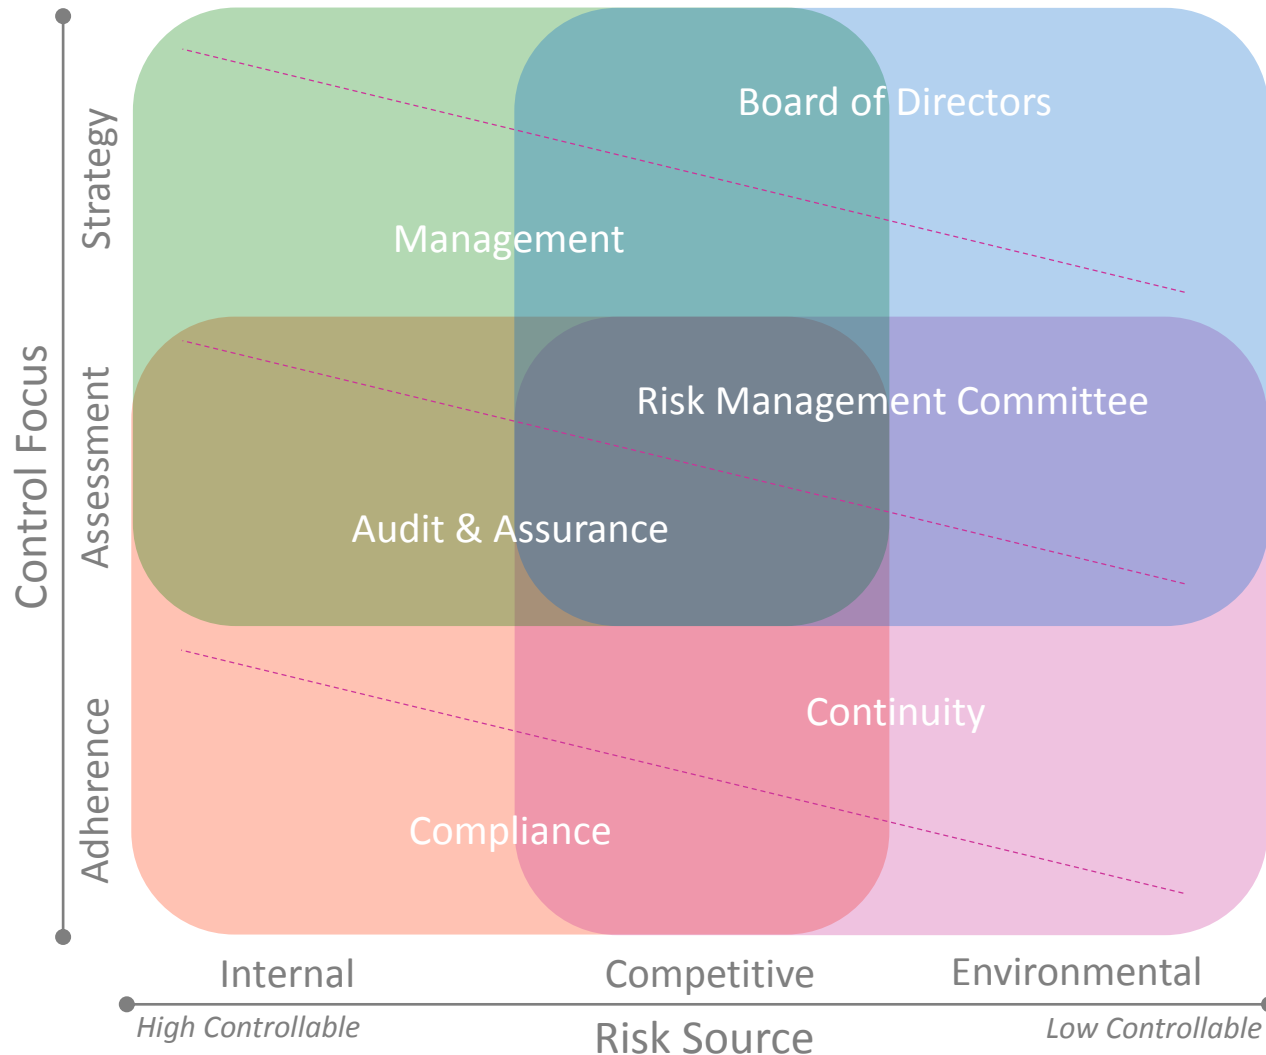 Control Focus
Strategy
Assessment
Adherence
Board of Directors
Management
Risk Management Committee
Audit & Assurance
Continuity
Compliance
Internal
Competitive
Environmental
High Controllable
Risk Source
Low Controllable